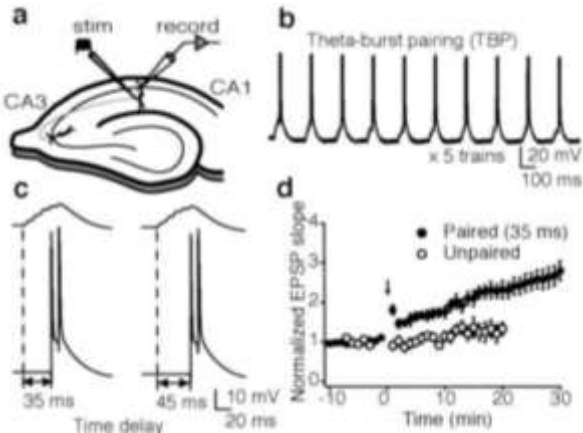 a
stim
record
CA3
CA1
b
Theta-burst pairing (TBP)
x 5 trains
20 mV
100 ms
c
35 ms
45 ms
10 mV
20 ms
Time delay
d
Normalized EPSP slope
4
3
2
1
0
Paired (35 ms)
Unpaired
-10
0
10
20
30
Time (min)